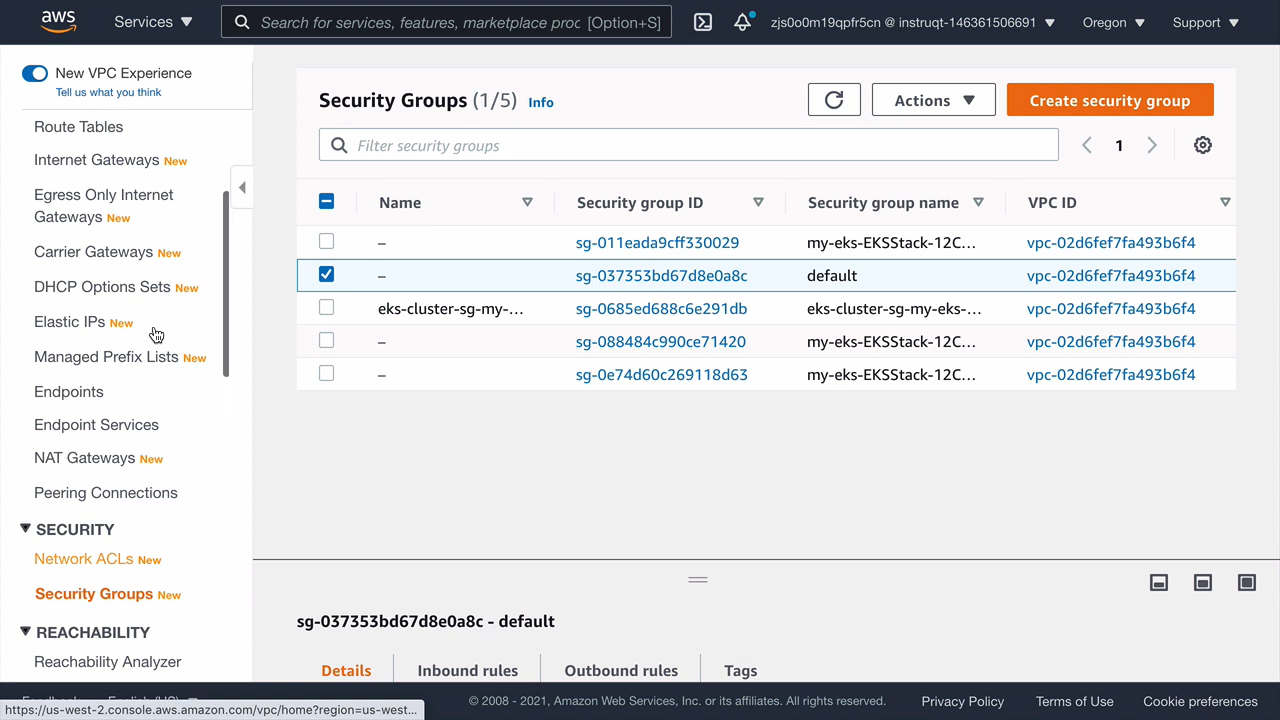 aws
Services
Search for services, features, marketplace proc [Option+S]
zjs0o0m19qpfr5cn @ instruqt-146361506691
Oregon
Support
New VPC Experience
Tell us what you think
Route Tables
Internet Gateways New
Egress Only Internet
Gateways New
Carrier Gateways New
DHCP Options Sets New
Elastic IPs New
Managed Prefix Lists New
Endpoints
Endpoint Services
NAT Gateways New
Peering Connections
SECURITY
Network ACLs New
Security Groups New
REACHABILITY
Reachability Analyzer
Security Groups (1/5) Info
Actions
Create security group
Filter security groups
1
Name Security group ID Security group name VPC ID
– sg-011eada9cff330029 my-eks-EKSStack-12C... vpc-02d6fef7fa493b6f4
– sg-037353bd67d8e0a8c default vpc-02d6fef7fa493b6f4
eks-cluster-sg-my-... sg-0685ed688c6e291db eks-cluster-sg-my-eks-... vpc-02d6fef7fa493b6f4
– sg-088484c990ce71420 my-eks-EKSStack-12C... vpc-02d6fef7fa493b6f4
– sg-0e74d60c269118d63 my-eks-EKSStack-12C... vpc-02d6fef7fa493b6f4
sg-037353bd67d8e0a8c - default
Details Inbound rules Outbound rules Tags
Feedback English (US)
https://us-west-2.console.aws.amazon.com/vpc/home?region=us-west...
© 2008 - 2021, Amazon Web Services, Inc. or its affiliates. All rights reserved.
Privacy Policy
Terms of Use
Cookie preferences